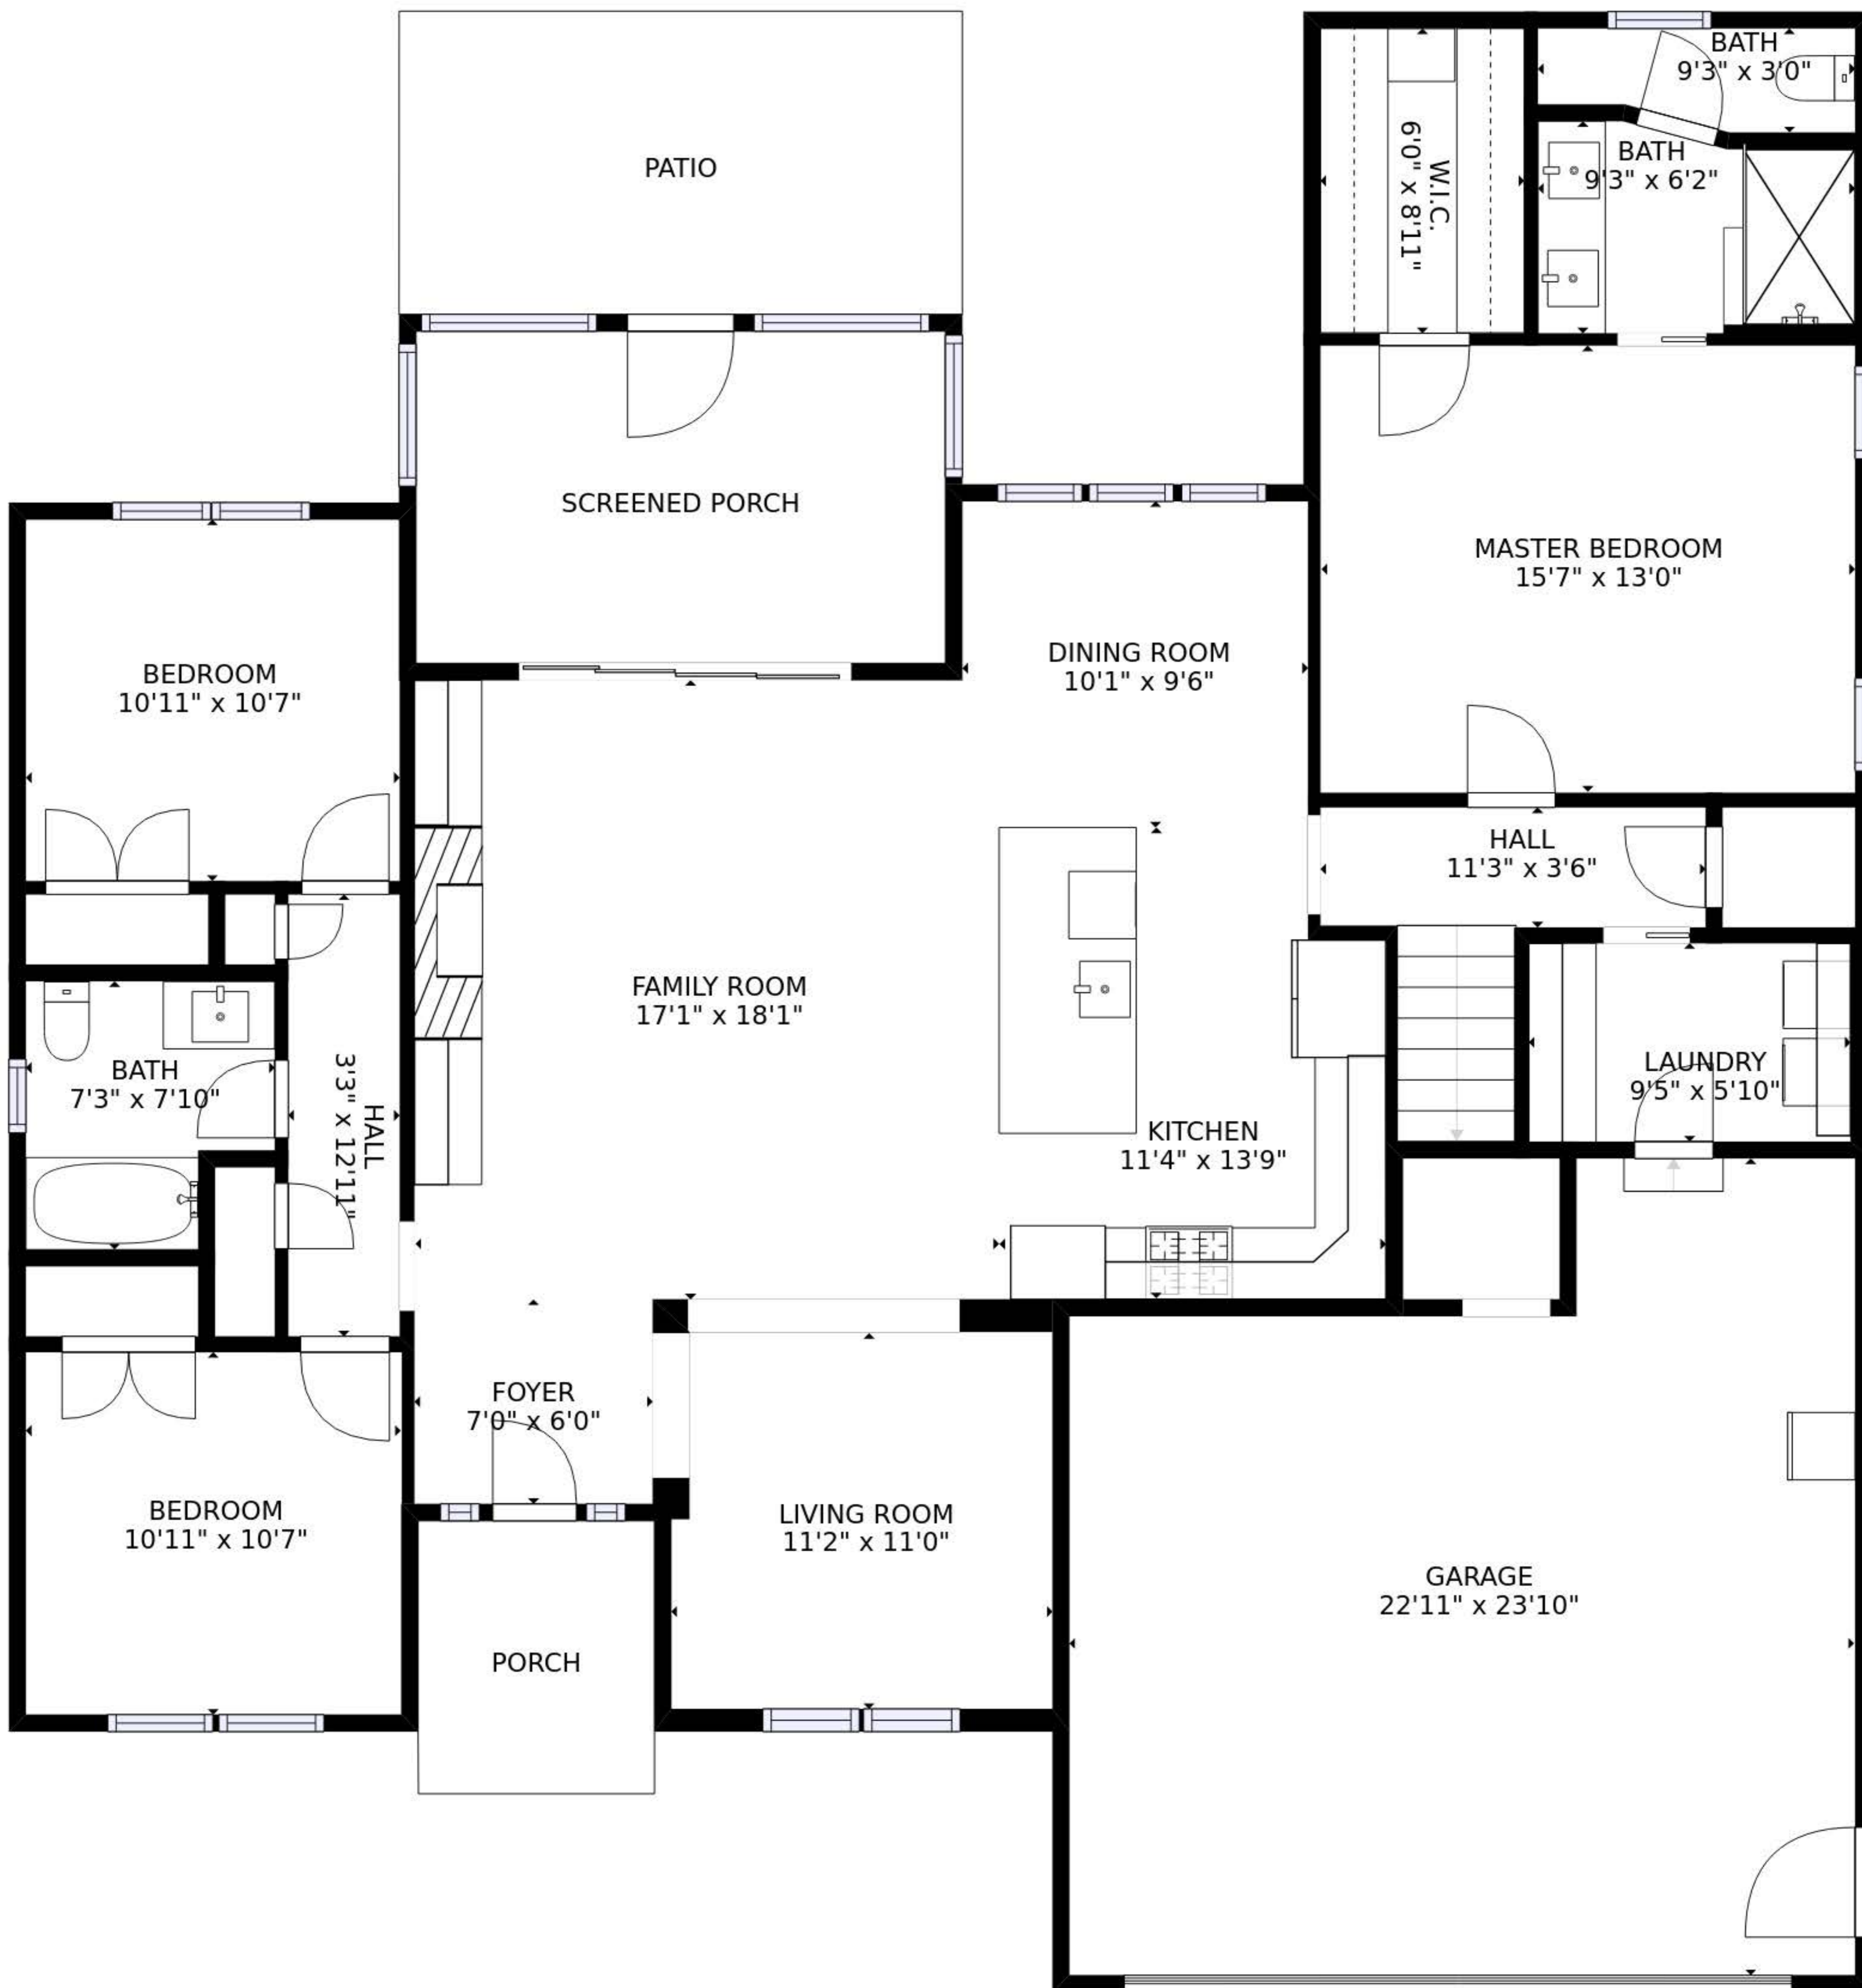 BATH
9'3" x 3'0"
PATIO
BATH
9'3" x 6'2"
W.I.C.
6'0" x 8'11"
SCREENED PORCH
MASTER BEDROOM
15'7" x 13'0"
DINING ROOM
10'1" x 9'6"
BEDROOM
10'11" x 10'7"
HALL
11'3" x 3'6"
FAMILY ROOM
17'1" x 18'1"
BATH
7'3" x 7'10"
HALL
3'3" x 12'11"
LAUNDRY
9'5" x 5'10"
KITCHEN
11'4" x 13'9"
FOYER
7'0" x 6'0"
BEDROOM
10'11" x 10'7"
LIVING ROOM
11'2" x 11'0"
GARAGE
22'11" x 23'10"
PORCH